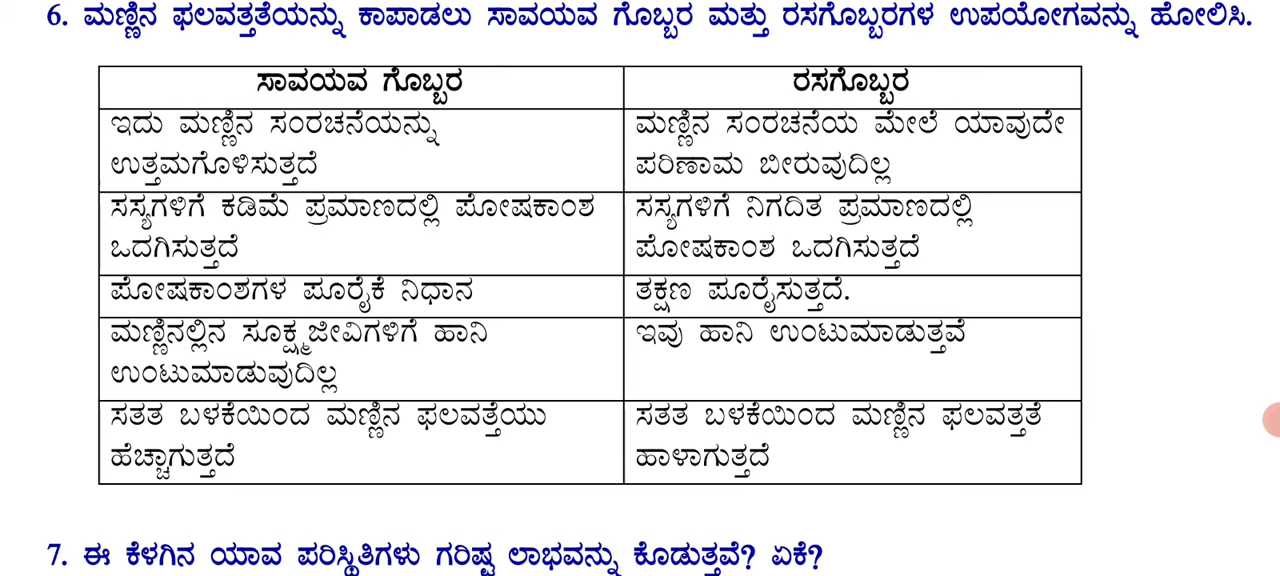 6. ಮಣ್ಣಿನ ಫಲವತ್ತತೆಯನ್ನು ಕಾಪಾಡಲು ಸಾವಯವ ಗೊಬ್ಬರ ಮತ್ತು ರಸಗೊಬ್ಬರಗಳ ಉಪಯೋಗವನ್ನು ಹೋಲಿಸಿ.
ಸಾವಯವ ಗೊಬ್ಬರ
ರಸಗೊಬ್ಬರ
ಇದು ಮಣ್ಣಿನ ಸಂರಚನೆಯನ್ನು
ಉತ್ತಮಗೊಳಿಸುತ್ತದೆ
ಮಣ್ಣಿನ ಸಂರಚನೆಯ ಮೇಲೆ ಯಾವುದೇ
ಪರಿಣಾಮ ಬೀರುವುದಿಲ್ಲ
ಸಸ್ಯಗಳಿಗೆ ಕಡಿಮೆ ಪ್ರಮಾಣದಲ್ಲಿ ಪೋಷಕಾಂಶ
ಒದಗಿಸುತ್ತದೆ
ಸಸ್ಯಗಳಿಗೆ ನಿಗದಿತ ಪ್ರಮಾಣದಲ್ಲಿ
ಪೋಷಕಾಂಶ ಒದಗಿಸುತ್ತದೆ
ಪೋಷಕಾಂಶಗಳ ಪೂರೈಕೆ ನಿಧಾನ
ತಕ್ಷಣ ಪೂರೈಸುತ್ತದೆ.
ಮಣ್ಣಿನಲ್ಲಿನ ಸೂಕ್ಷ್ಮಜೀವಿಗಳಿಗೆ ಹಾನಿ
ಉಂಟುಮಾಡುವುದಿಲ್ಲ
ಇವು ಹಾನಿ ಉಂಟುಮಾಡುತ್ತವೆ
ಸತತ ಬಳಕೆಯಿಂದ ಮಣ್ಣಿನ ಫಲವತ್ತೆಯು
ಹೆಚ್ಚಾಗುತ್ತದೆ
ಸತತ ಬಳಕೆಯಿಂದ ಮಣ್ಣಿನ ಫಲವತ್ತತೆ
ಹಾಳಾಗುತ್ತದೆ
7. ಈ ಕೆಳಗಿನ ಯಾವ ಪರಿಸ್ಥಿತಿಗಳು ಗರಿಷ್ಟ ಲಾಭವನ್ನು ಕೊಡುತ್ತವೆ? ಏಕೆ?